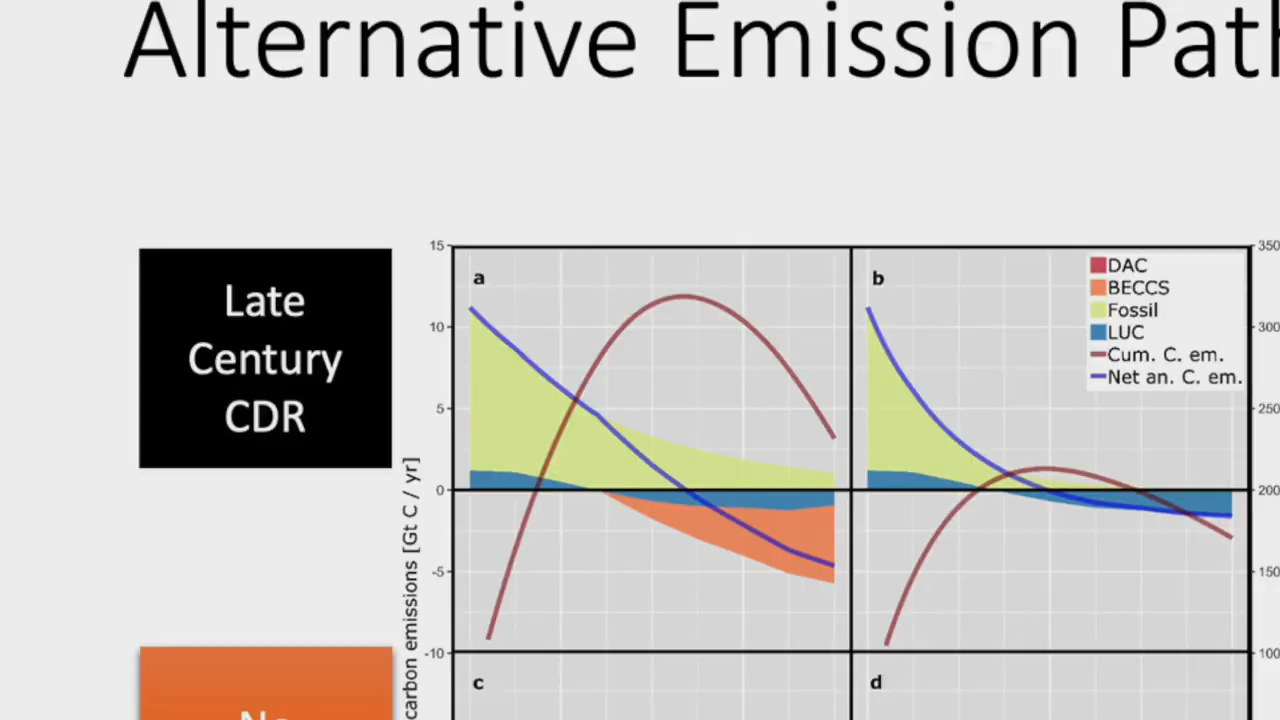 Alternative Emission
Late
Century
CDR
15
10
5
0
-5
-10
carbon emissions [Gt C / yr]
a
b
DAC
BECCS
Fossil
LUC
Cum. C. em.
Net an. C. em.
350
300
250
200
150
100
c
d